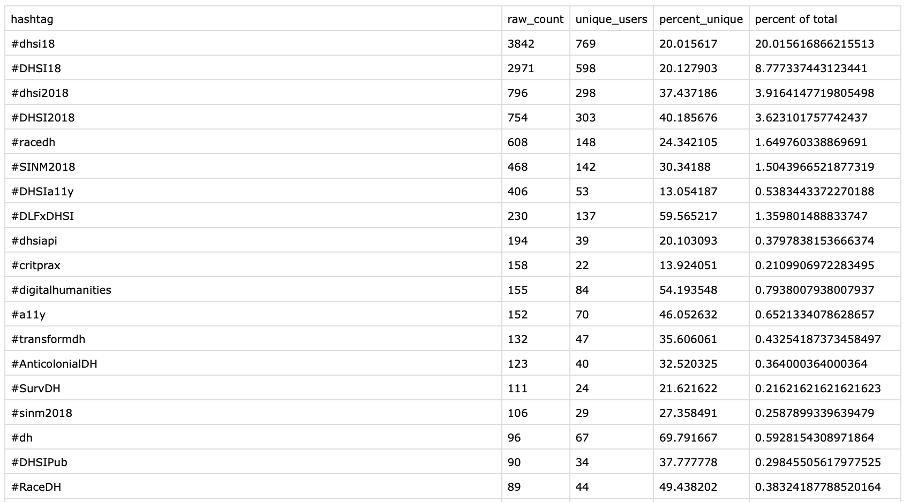 hashtag raw_count unique_users percent_unique percent of total
#dhsi18 3842 769 20.015617 20.015616866215513
#DHSI18 2971 598 20.127903 8.777337443123441
#dhsi2018 796 298 37.437186 3.9164147719805498
#DHSI2018 754 303 40.185676 3.623101757742437
#racedh 608 148 24.342105 1.649760338869691
#SINM2018 468 142 30.34188 1.5043966521877319
#DHSIa11y 406 53 13.054187 0.5383443372270188
#DLFxDHSI 230 137 59.565217 1.359801488833747
#dhsiapi 194 39 20.103093 0.3797838153666374
#critprax 158 22 13.924051 0.2109906972283495
#digitalhumanities 155 84 54.193548 0.7938007938007937
#a11y 152 70 46.052632 0.6521334078628657
#transformdh 132 47 35.606061 0.43254187373458497
#AnticolonialDH 123 40 32.520325 0.364000364000364
#SurvDH 111 24 21.621622 0.21621621621621623
#sinm2018 106 29 27.358491 0.2587899339639479
#dh 96 67 69.791667 0.5928154308971864
#DHSIPub 90 34 37.777778 0.29845505617977525
#RaceDH 89 44 49.438202 0.38324187788520164